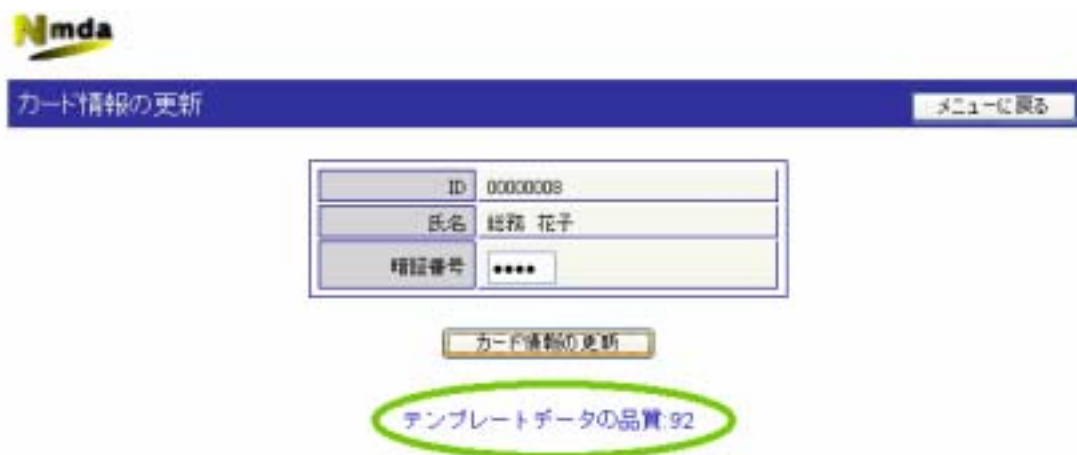 Nmda
カード情報の更新
メニューに戻る
ID 00000008
氏名 総務 花子
暗証番号 ●●●●
カード情報の更新
テンプレートデータの品質:92